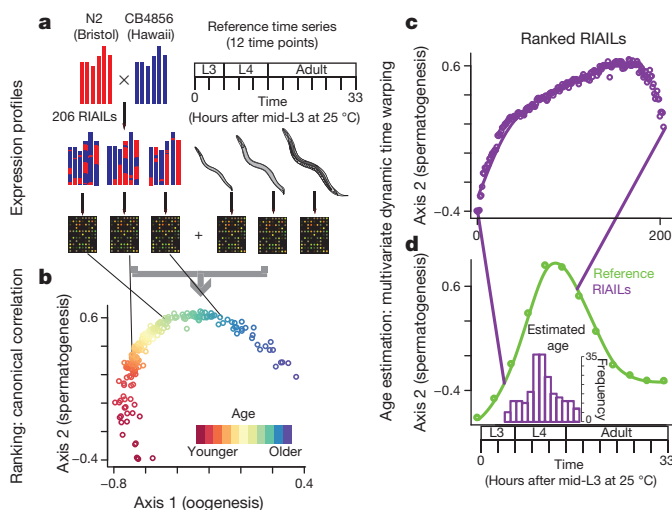 Expression profiles
Ranking: canonical correlation
a
N2
(Bristol)
CB4856
(Hawaii)
×
206 RIAILs
Reference time series
(12 time points)
L3 L4 Adult
0 33
Time
(Hours after mid-L3 at 25 °C)
+
b
Axis 2 (spermatogenesis)
0.6
−0.4
Age
Younger Older
−0.8 0.4
Axis 1 (oogenesis)
Age estimation: multivariate dynamic time warping
c
Ranked RIAILs
Axis 2 (spermatogenesis)
0.6
−0.4
0 200
d
Axis 2 (spermatogenesis)
0.6
−0.4
Reference
RIAILs
Estimated
age
35
0
Frequency
L3 L4 Adult
0 33
Time
(Hours after mid-L3 at 25 °C)